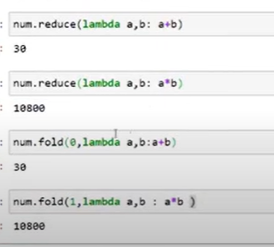 : num.reduce(lambda a,b: a+b)
: 30
: num.reduce(lambda a,b: a*b)
: 10800
: num.fold(0,lambda a,b:a+b)
: 30
: num.fold(1,lambda a,b : a*b )
: 10800